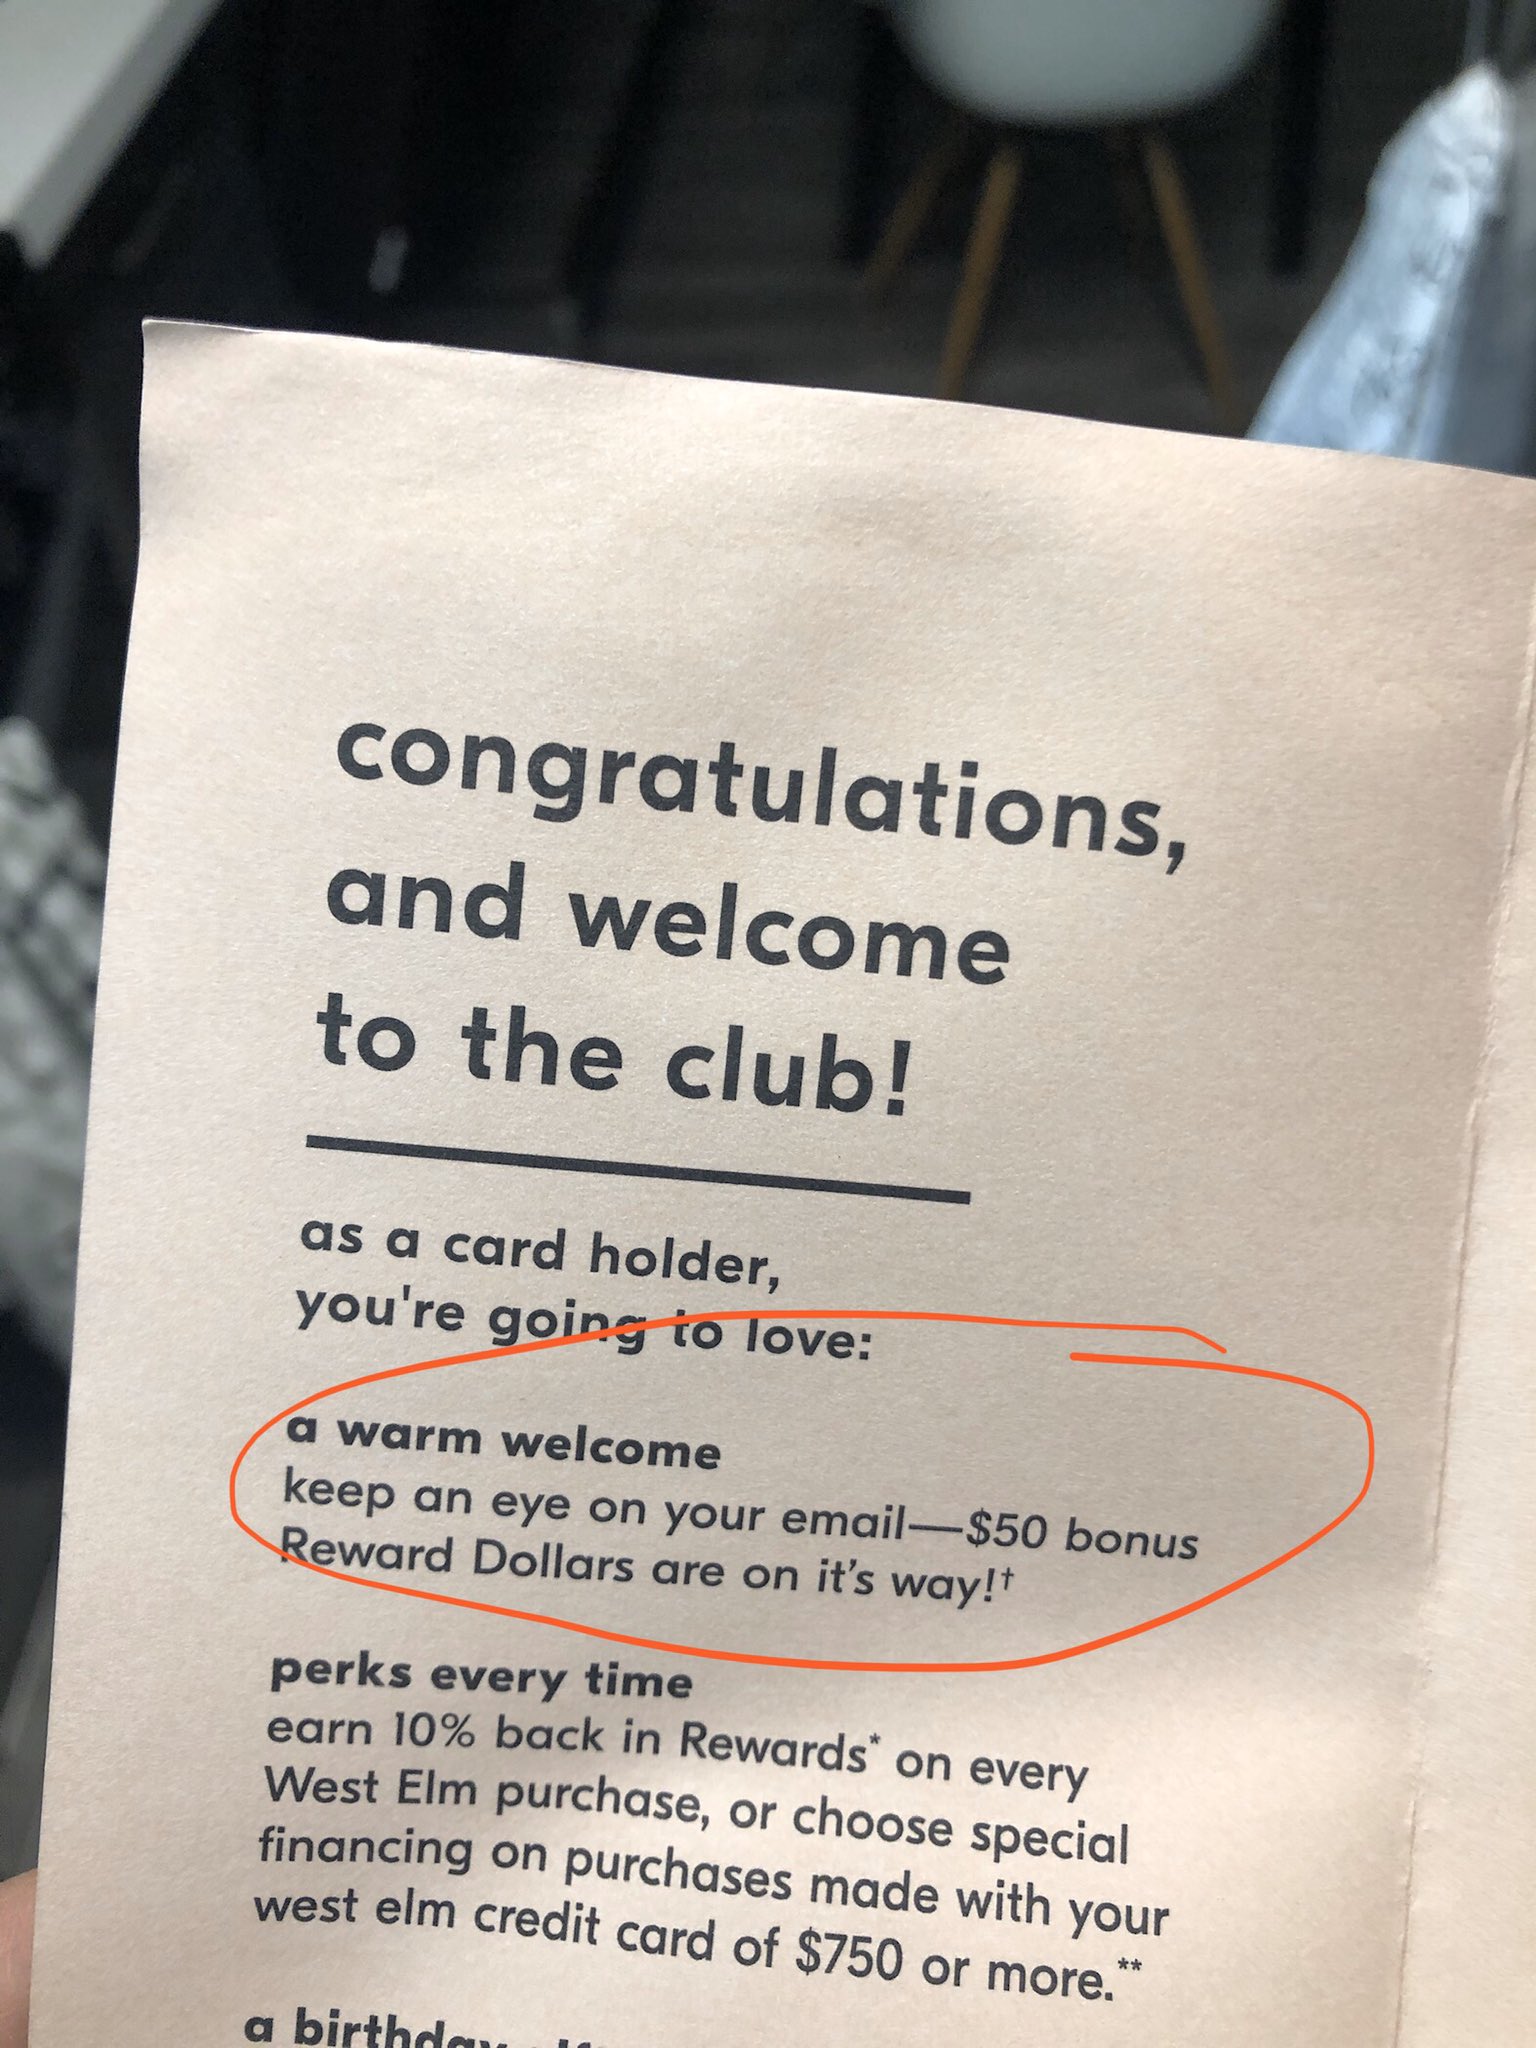 congratulations,
and welcome
to the club!
as a card holder,
you're going to love:
a warm welcome
keep an eye on your email—$50 bonus
Reward Dollars are on it's way!†
perks every time
earn 10% back in Rewards* on every
West Elm purchase, or choose special
financing on purchases made with your
west elm credit card of $750 or more.**
a birthday